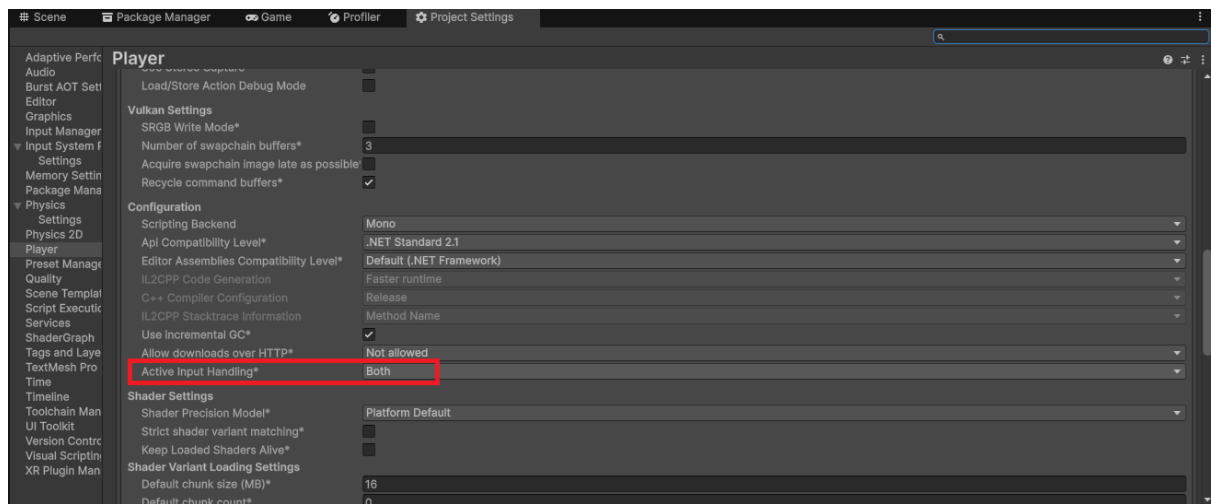 Scene Package Manager Game Profiler Project Settings
Adaptive Perfc
Audio
Burst AOT Sett
Editor
Graphics
Input Manager
Input System P
Settings
Memory Settin
Package Mana
Physics
Settings
Physics 2D
Player
Preset Manage
Quality
Scene Templat
Script Executic
Services
ShaderGraph
Tags and Laye
TextMesh Pro
Time
Timeline
Toolchain Man
UI Toolkit
Version Contrc
Visual Scripting
XR Plugin Man
Player
Use Stereo Capture
Load/Store Action Debug Mode
Vulkan Settings
SRGB Write Mode*
Number of swapchain buffers* 3
Acquire swapchain image late as possible*
Recycle command buffers*
Configuration
Scripting Backend Mono
Api Compatibility Level* .NET Standard 2.1
Editor Assemblies Compatibility Level* Default (.NET Framework)
IL2CPP Code Generation Faster runtime
C++ Compiler Configuration Release
IL2CPP Stacktrace Information Method Name
Use incremental GC*
Allow downloads over HTTP* Not allowed
Active Input Handling* Both
Shader Settings
Shader Precision Model* Platform Default
Strict shader variant matching*
Keep Loaded Shaders Alive*
Shader Variant Loading Settings
Default chunk size (MB)* 16
Default chunk count* 0